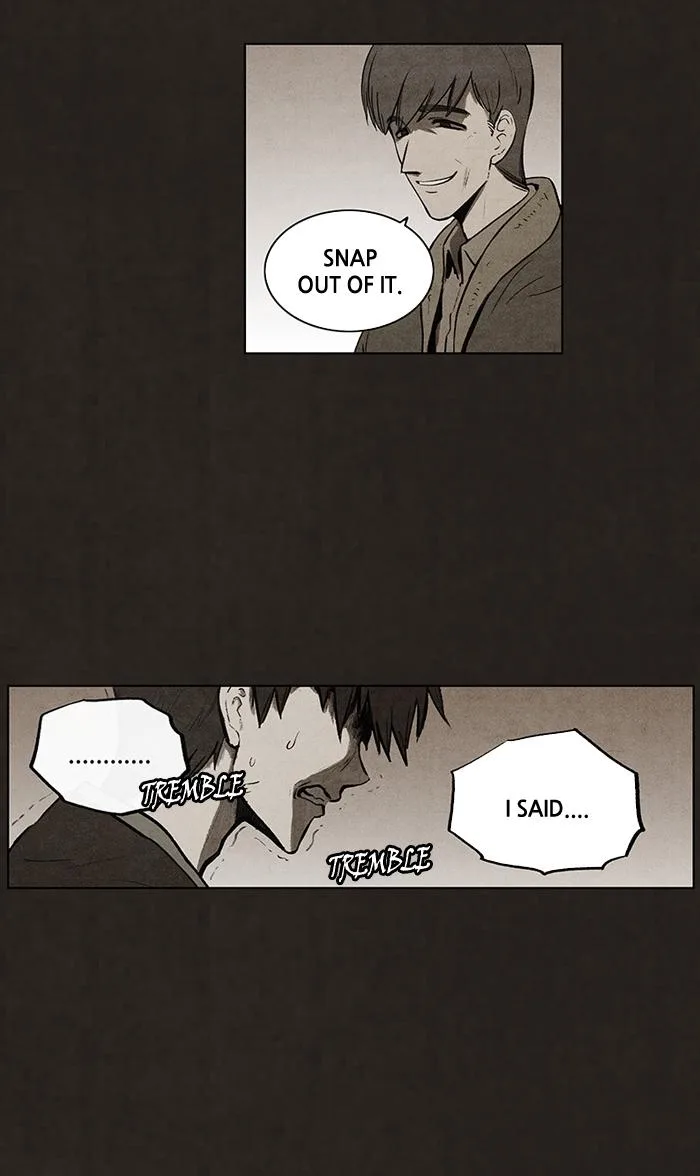 SNAP
OUT OF IT.
.............
TREMBLE
I SAID....
TREMBLE